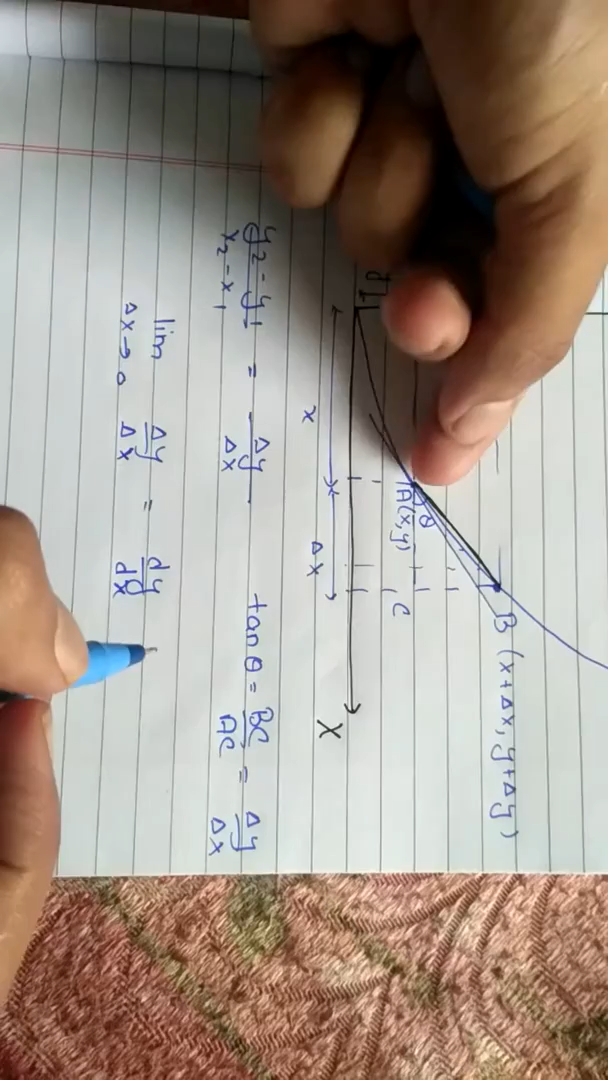 B (x+Δx, y+Δy)
A(x,y)
θ
C
x
Δx
X
y2 - y1 / x2 - x1 = Δy / Δx
tan θ = BC / AC = Δy / Δx
lim Δx→0 Δy / Δx = dy / dx